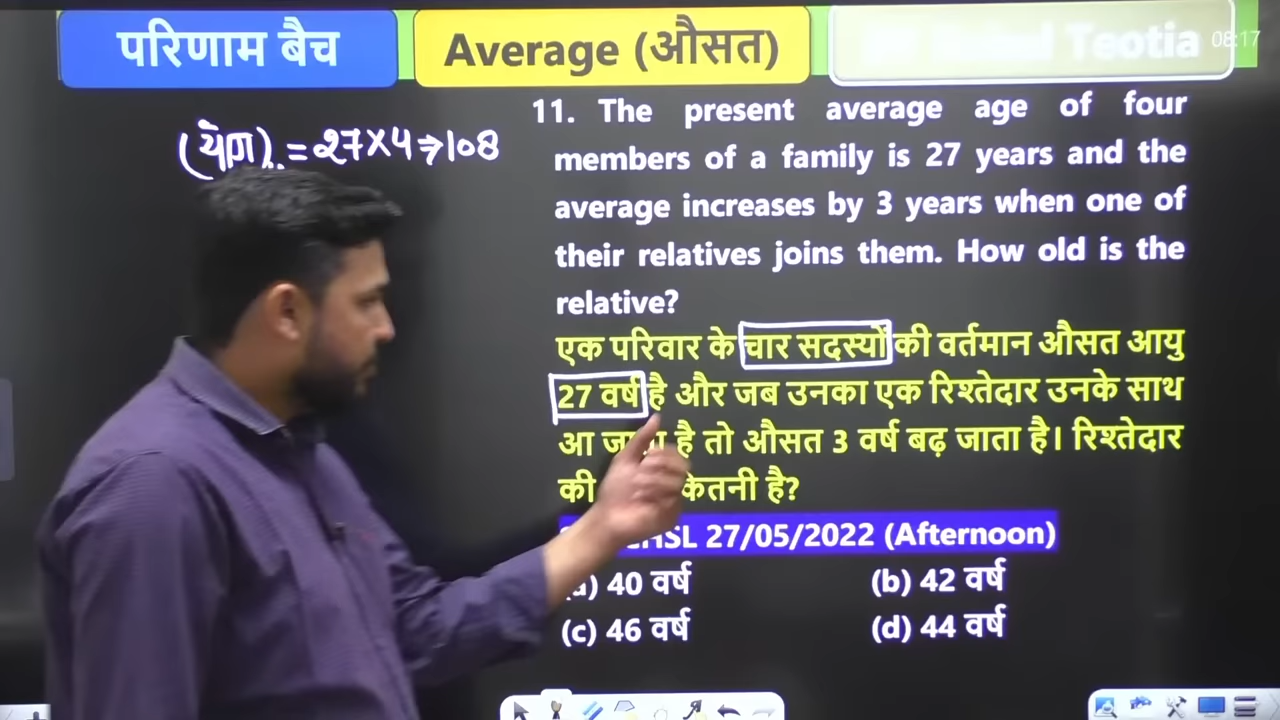 परिणाम बैच
Average (औसत)
Teotia
08:17
(योग) = 27×4⇒108
11. The present average age of four
members of a family is 27 years and the
average increases by 3 years when one of
their relatives joins them. How old is the
relative?
एक परिवार के चार सदस्यों की वर्तमान औसत आयु
27 वर्ष है और जब उनका एक रिश्तेदार उनके साथ
आ है तो औसत 3 वर्ष बढ़ जाता है। रिश्तेदार
की कितनी है?
27/05/2022 (Afternoon)
(a) 40 वर्ष
(b) 42 वर्ष
(c) 46 वर्ष
(d) 44 वर्ष